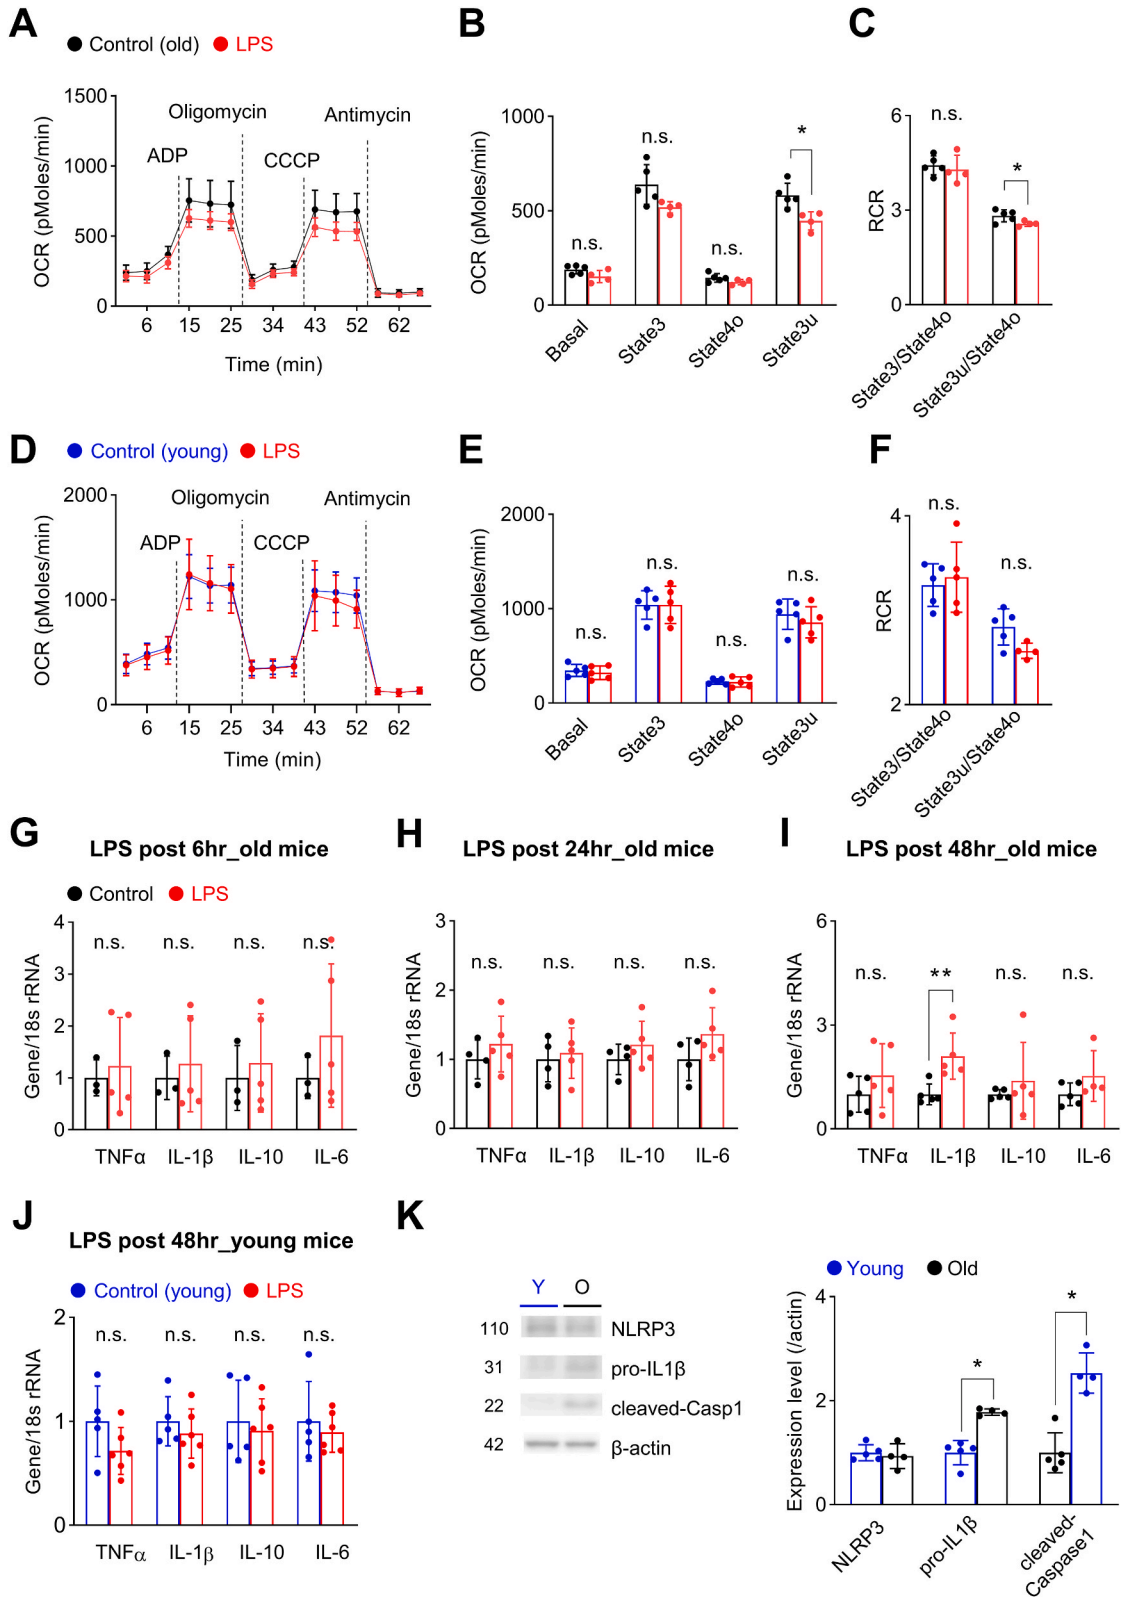 A
Control (old) LPS
OCR (pMoles/min)
1500
1000
500
0
Oligomycin
Antimycin
ADP
CCCP
6 15 25 34 43 52 62
Time (min)
B
OCR (pMoles/min)
1000
500
0
n.s.
n.s.
n.s.
*
Basal
State3
State4o
State3u
C
RCR
6
3
0
n.s.
*
State3/State4o
State3u/State4o
D
Control (young) LPS
OCR (pMoles/min)
2000
1000
0
Oligomycin
Antimycin
ADP
CCCP
6 15 25 34 43 52 62
Time (min)
E
OCR (pMoles/min)
2000
1000
0
n.s.
n.s.
n.s.
n.s.
Basal
State3
State4o
State3u
F
RCR
4
2
n.s.
n.s.
State3/State4o
State3u/State4o
G
LPS post 6hr_old mice
Control LPS
Gene/18s rRNA
4
3
2
1
0
n.s. n.s. n.s. n.s.
TNFα IL-1β IL-10 IL-6
H
LPS post 24hr_old mice
Gene/18s rRNA
3
2
1
0
n.s. n.s. n.s. n.s.
TNFα IL-1β IL-10 IL-6
I
LPS post 48hr_old mice
Gene/18s rRNA
6
3
0
n.s. ** n.s. n.s.
TNFα IL-1β IL-10 IL-6
J
LPS post 48hr_young mice
Control (young) LPS
Gene/18s rRNA
2
1
0
n.s. n.s. n.s. n.s.
TNFα IL-1β IL-10 IL-6
K
Y O
110 NLRP3
31 pro-IL1β
22 cleaved-Casp1
42 β-actin
Young Old
Expression level (/actin)
4
2
0
*
*
NLRP3
pro-IL1β
cleaved-
Caspase1